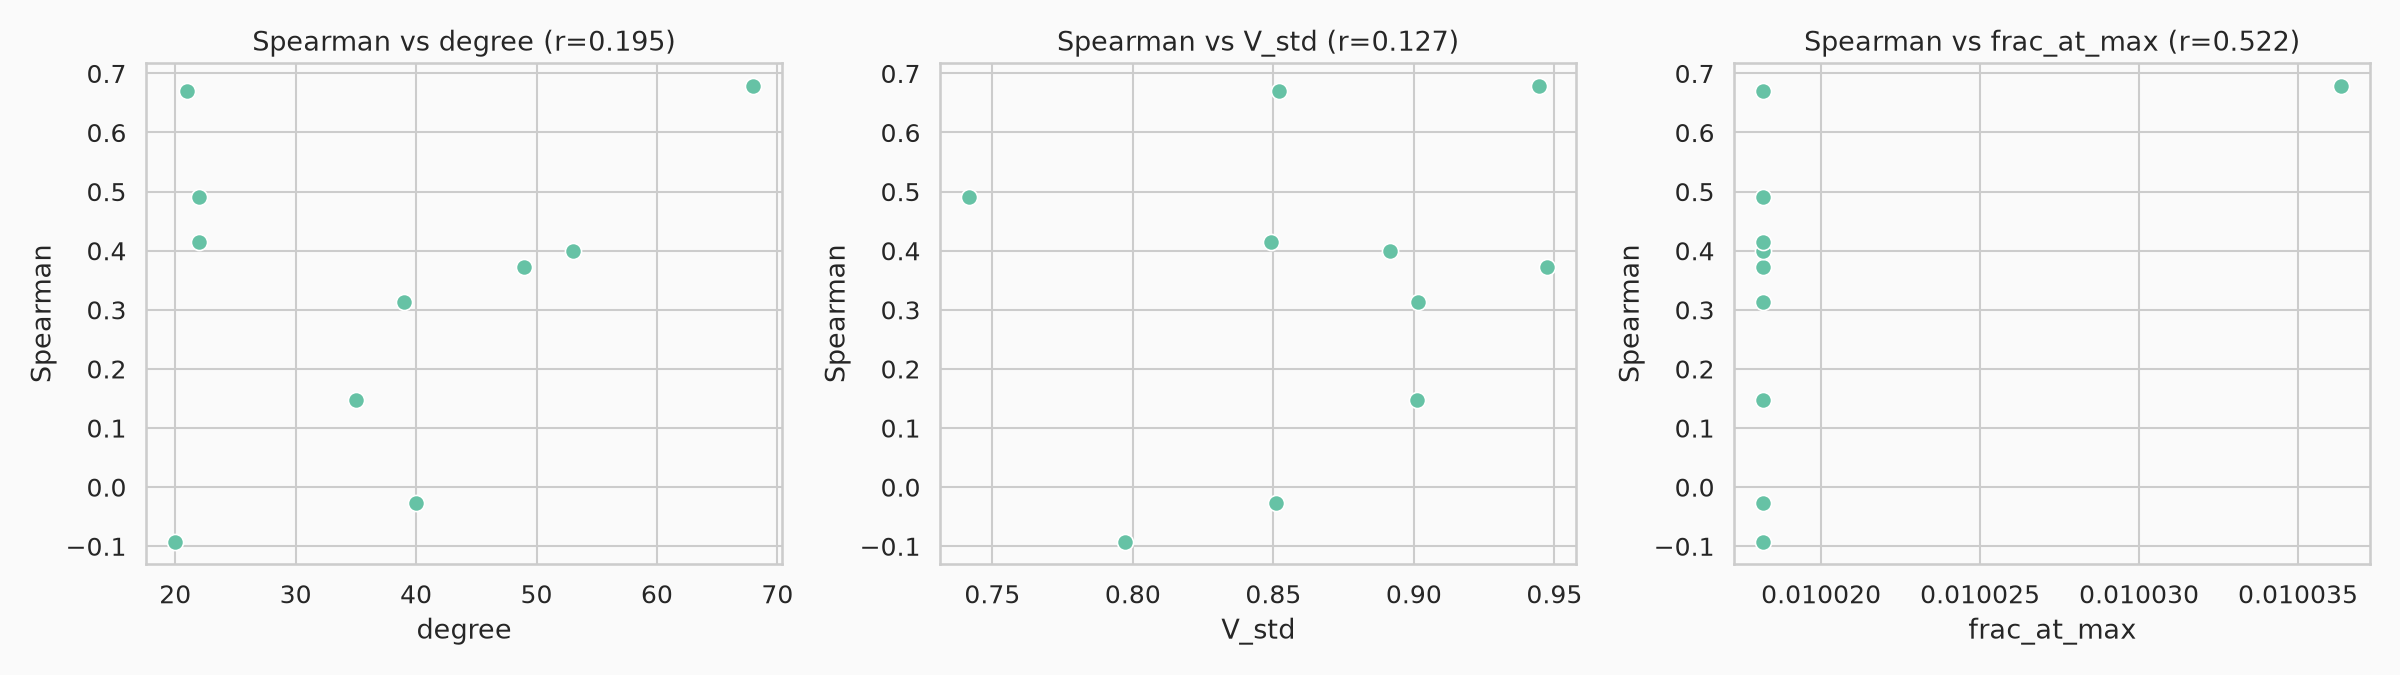 Spearman vs degree (r=0.195)
Spearman
0.7
0.6
0.5
0.4
0.3
0.2
0.1
0.0
−0.1
20 30 40 50 60 70
degree
Spearman vs V_std (r=0.127)
Spearman
0.7
0.6
0.5
0.4
0.3
0.2
0.1
0.0
−0.1
0.75 0.80 0.85 0.90 0.95
V_std
Spearman vs frac_at_max (r=0.522)
Spearman
0.7
0.6
0.5
0.4
0.3
0.2
0.1
0.0
−0.1
0.010020 0.010025 0.010030 0.010035
frac_at_max